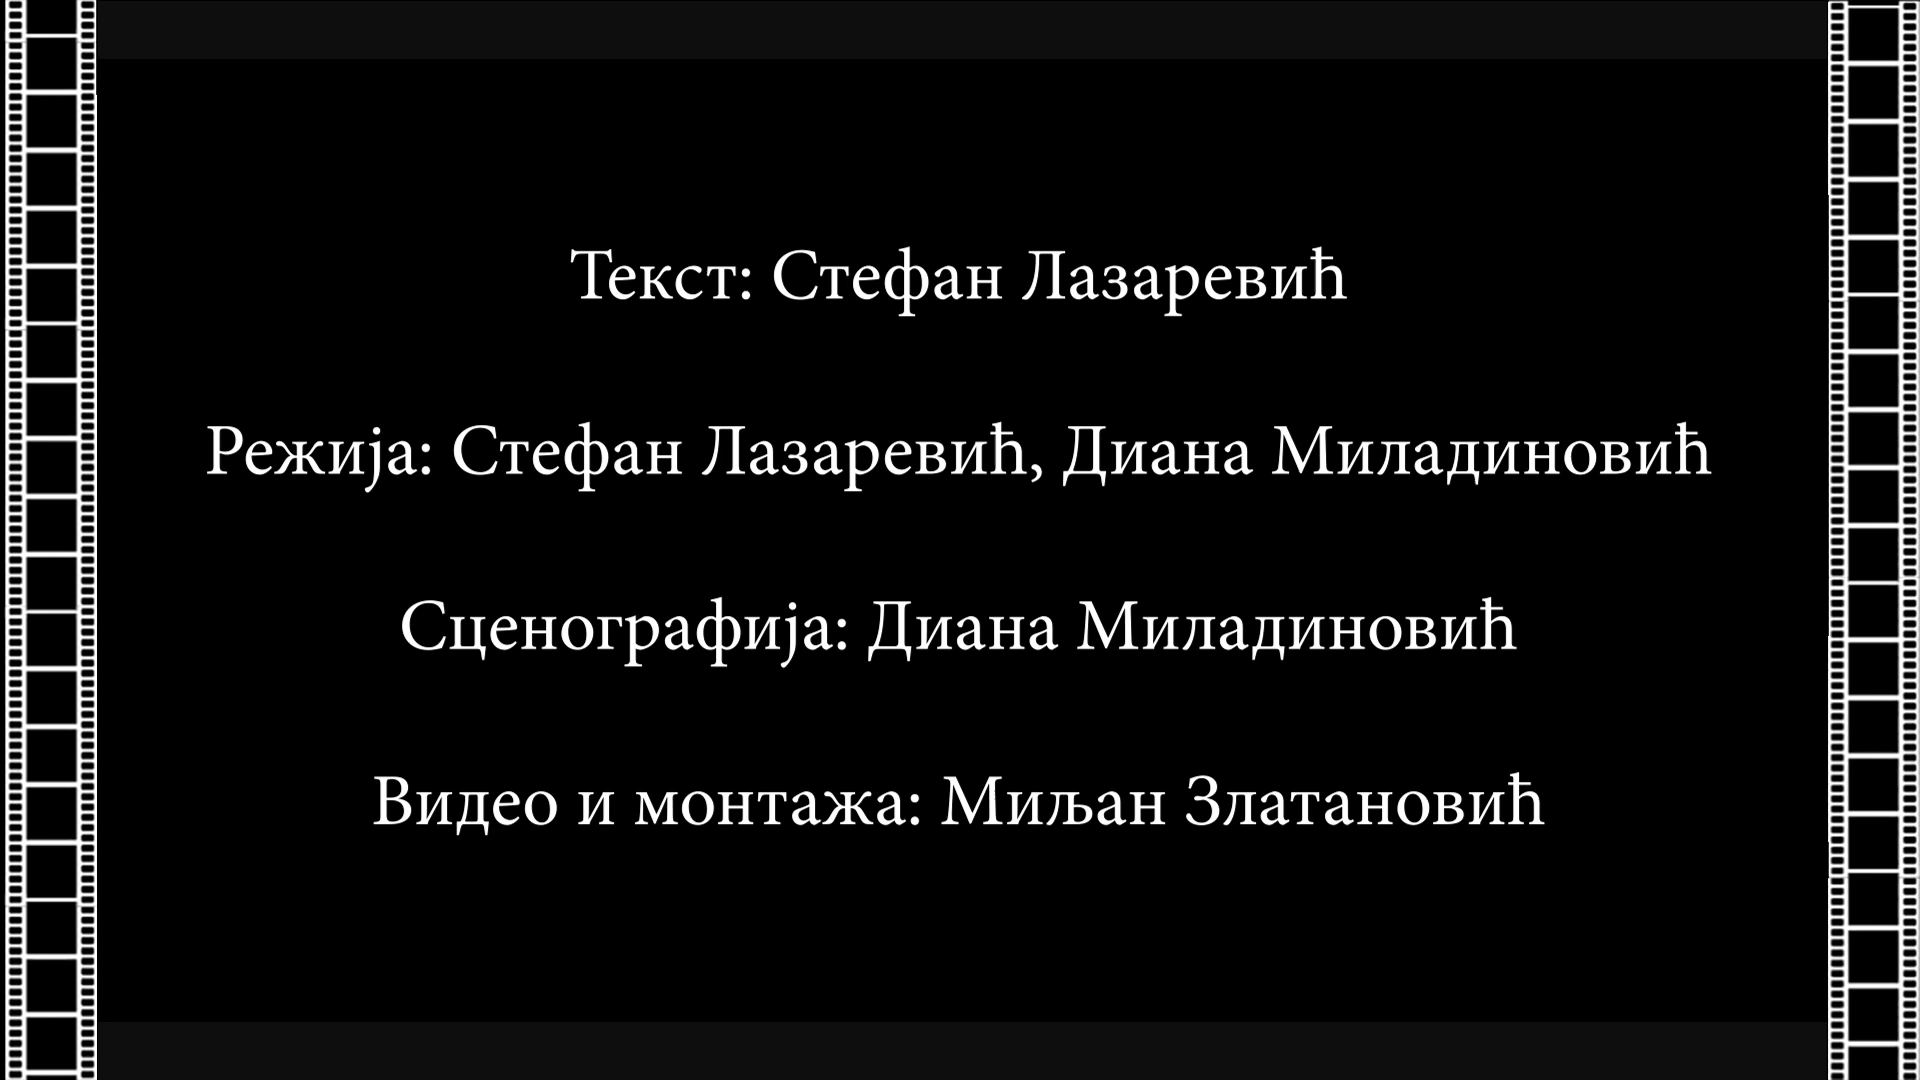 Текст: Стефан Лазаревић
Режија: Стефан Лазаревић, Диана Миладиновић
Сценографија: Диана Миладиновић
Видео и монтажа: Миљан Златановић